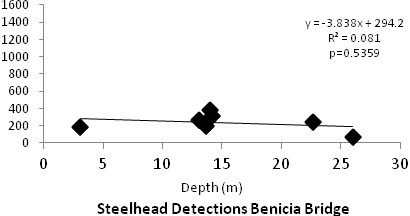 1600
1400
1200
1000
800
600
400
200
0
y = -3.838x + 294.2
R² = 0.081
p=0.5359
0 5 10 15 20 25 30
Depth (m)
Steelhead Detections Benicia Bridge